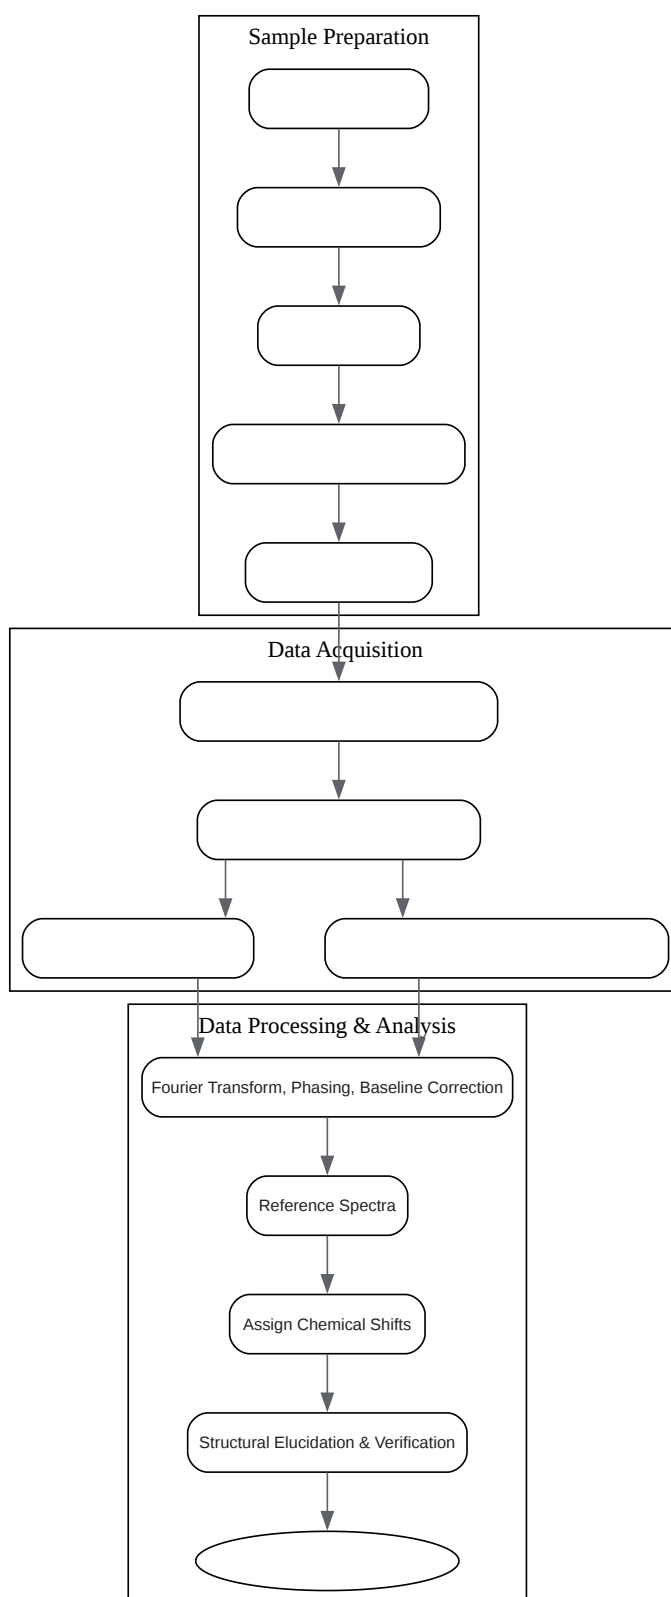 Sample Preparation
Data Acquisition
Data Processing & Analysis
Fourier Transform, Phasing, Baseline Correction
Reference Spectra
Assign Chemical Shifts
Structural Elucidation & Verification